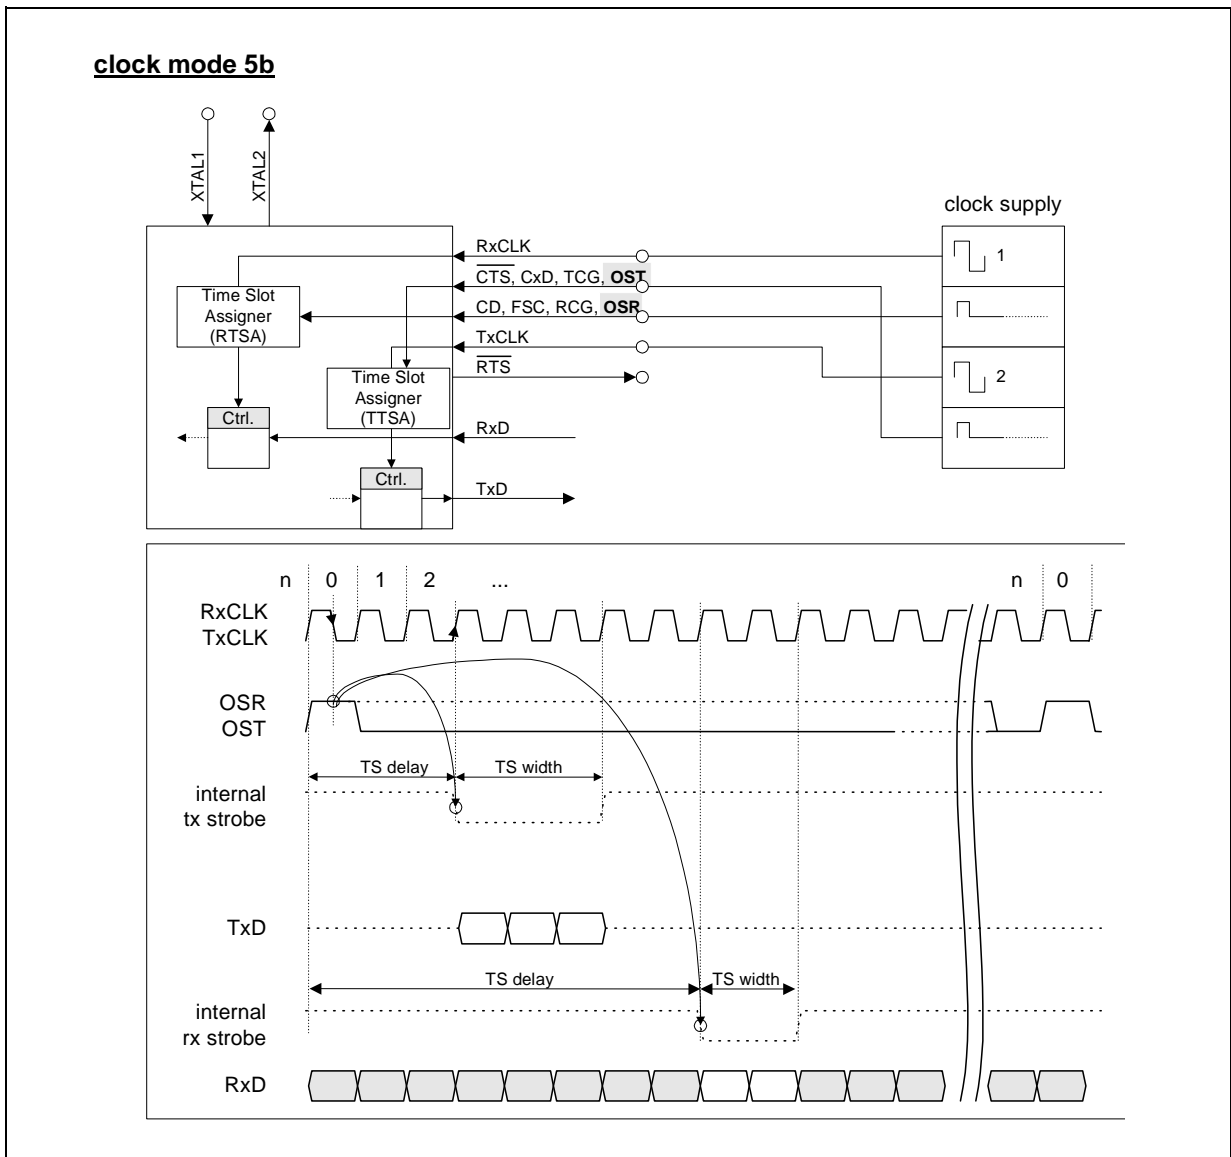 clock mode 5b
XTAL1
XTAL2
clock supply
RxCLK
1
CTS, CxD, TCG, OST
Time Slot
Assigner
(RTSA)
CD, FSC, RCG, OSR
TxCLK
RTS
2
Time Slot
Assigner
(TTSA)
Ctrl.
RxD
Ctrl.
TxD
n 0 1 2 ... n 0
RxCLK
TxCLK
OSR
OST
TS delay TS width
internal
tx strobe
TxD
TS delay TS width
internal
rx strobe
RxD